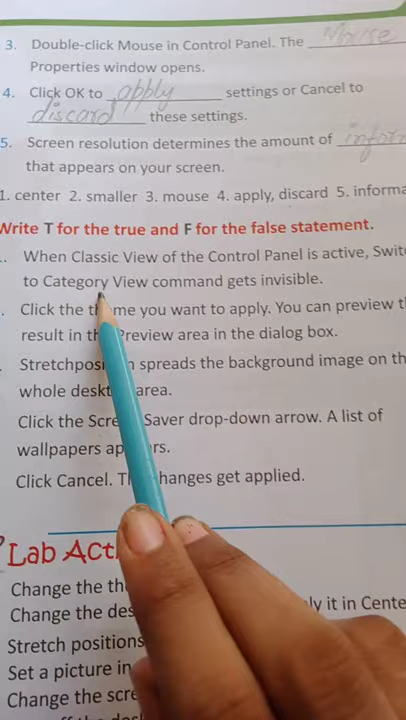 3. Double-click Mouse in Control Panel. The Mouse
Properties window opens.
4. Click OK to apply settings or Cancel to
discard these settings.
5. Screen resolution determines the amount of inform
that appears on your screen.
1. center 2. smaller 3. mouse 4. apply, discard 5. informa
Write T for the true and F for the false statement.
. When Classic View of the Control Panel is active, Swit
to Category View command gets invisible.
. Click the th me you want to apply. You can preview t
result in th Preview area in the dialog box.
. Stretchposi n spreads the background image on th
whole deskt area.
Click the Scre Saver drop-down arrow. A list of
wallpapers ap rs.
Click Cancel. T hanges get applied.
Lab Act
Change the th
Change the des ly it in Cente
Stretch positions
Set a picture in
Change the scre